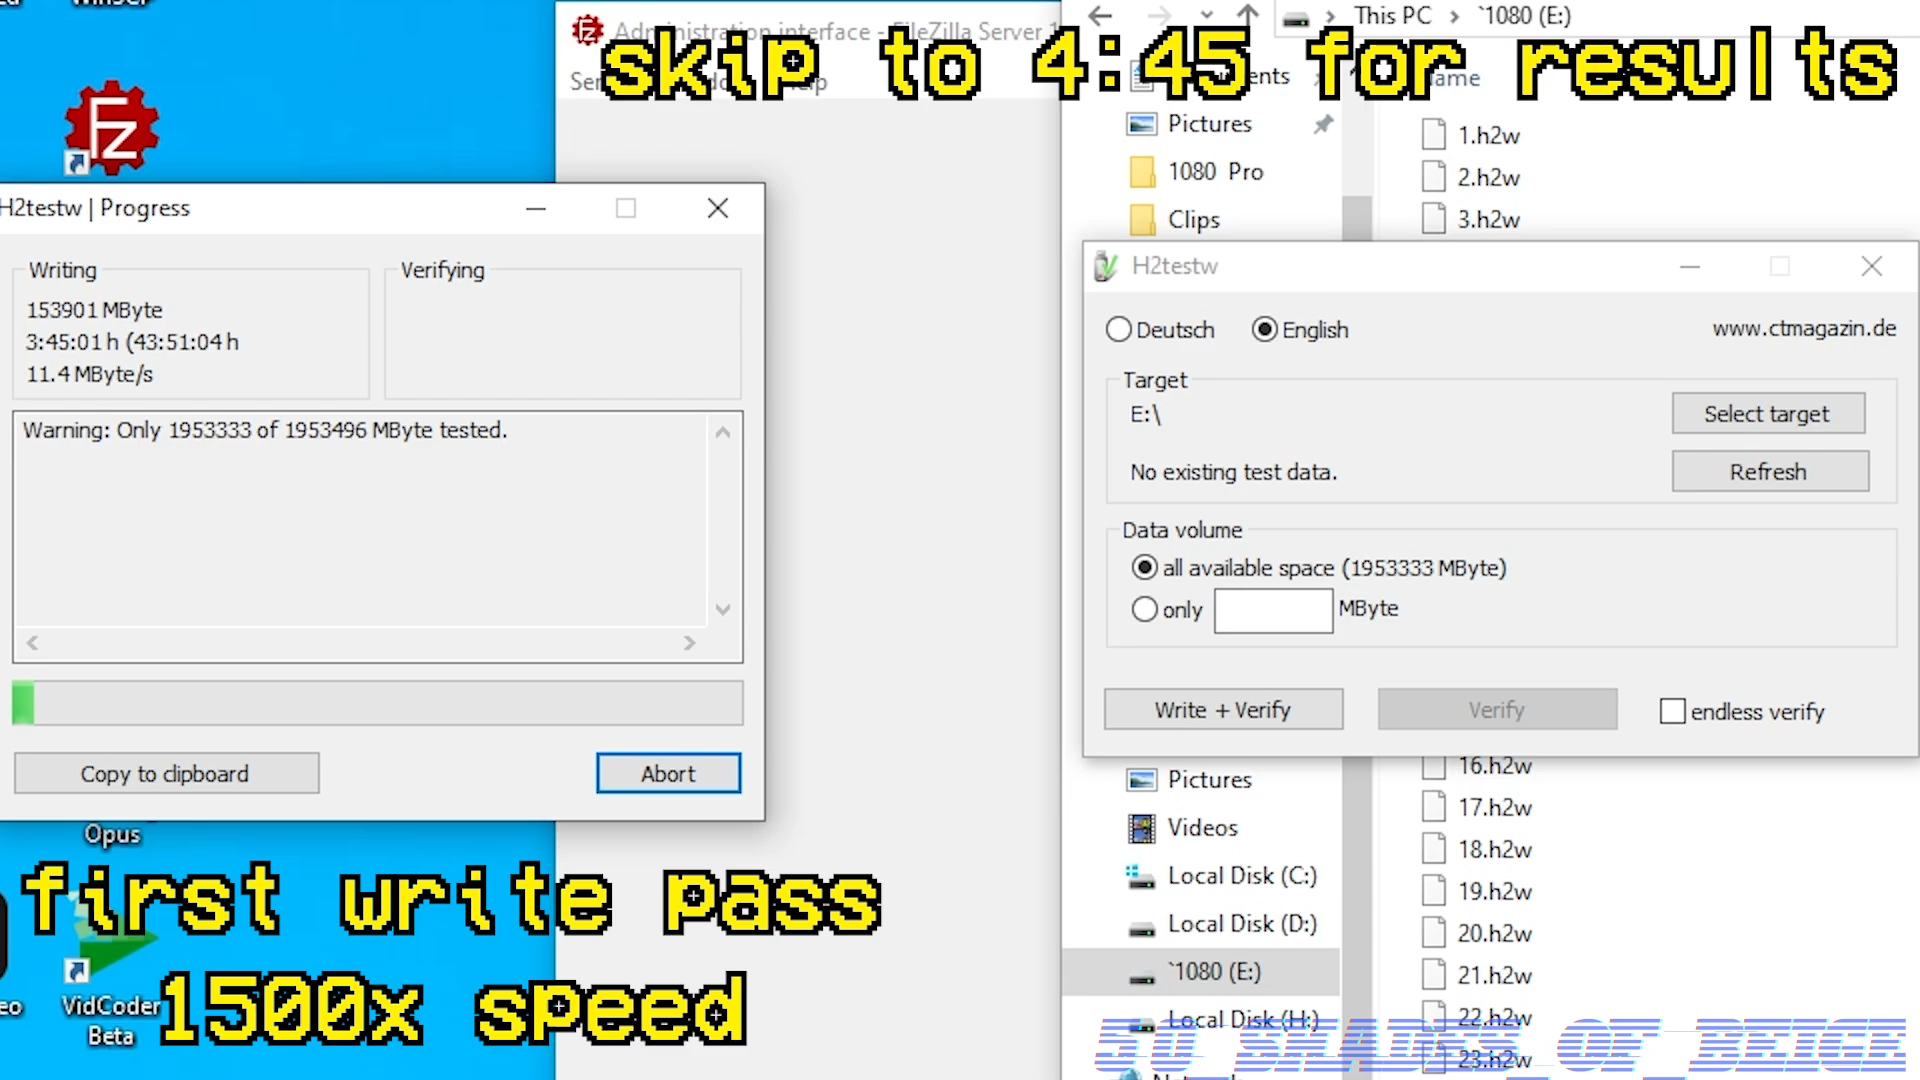 skip to 4:45 for results
Administration interface - FileZilla Server
This PC > `1080 (E:)
Pictures
1080 Pro
Clips
1.h2w
2.h2w
3.h2w
H2testw | Progress
Writing
153901 MByte
3:45:01 h (43:51:04 h
11.4 MByte/s
Verifying
Warning: Only 1953333 of 1953496 MByte tested.
Copy to clipboard
Abort
H2testw
Deutsch
English
www.ctmagazin.de
Target
E:\
Select target
No existing test data.
Refresh
Data volume
all available space (1953333 MByte)
only
MByte
Write + Verify
Verify
endless verify
Pictures
Videos
Local Disk (C:)
Local Disk (D:)
`1080 (E:)
Local Disk (H:)
16.h2w
17.h2w
18.h2w
19.h2w
20.h2w
21.h2w
22.h2w
23.h2w
Opus
VidCoder
Beta
first write pass
1500x speed